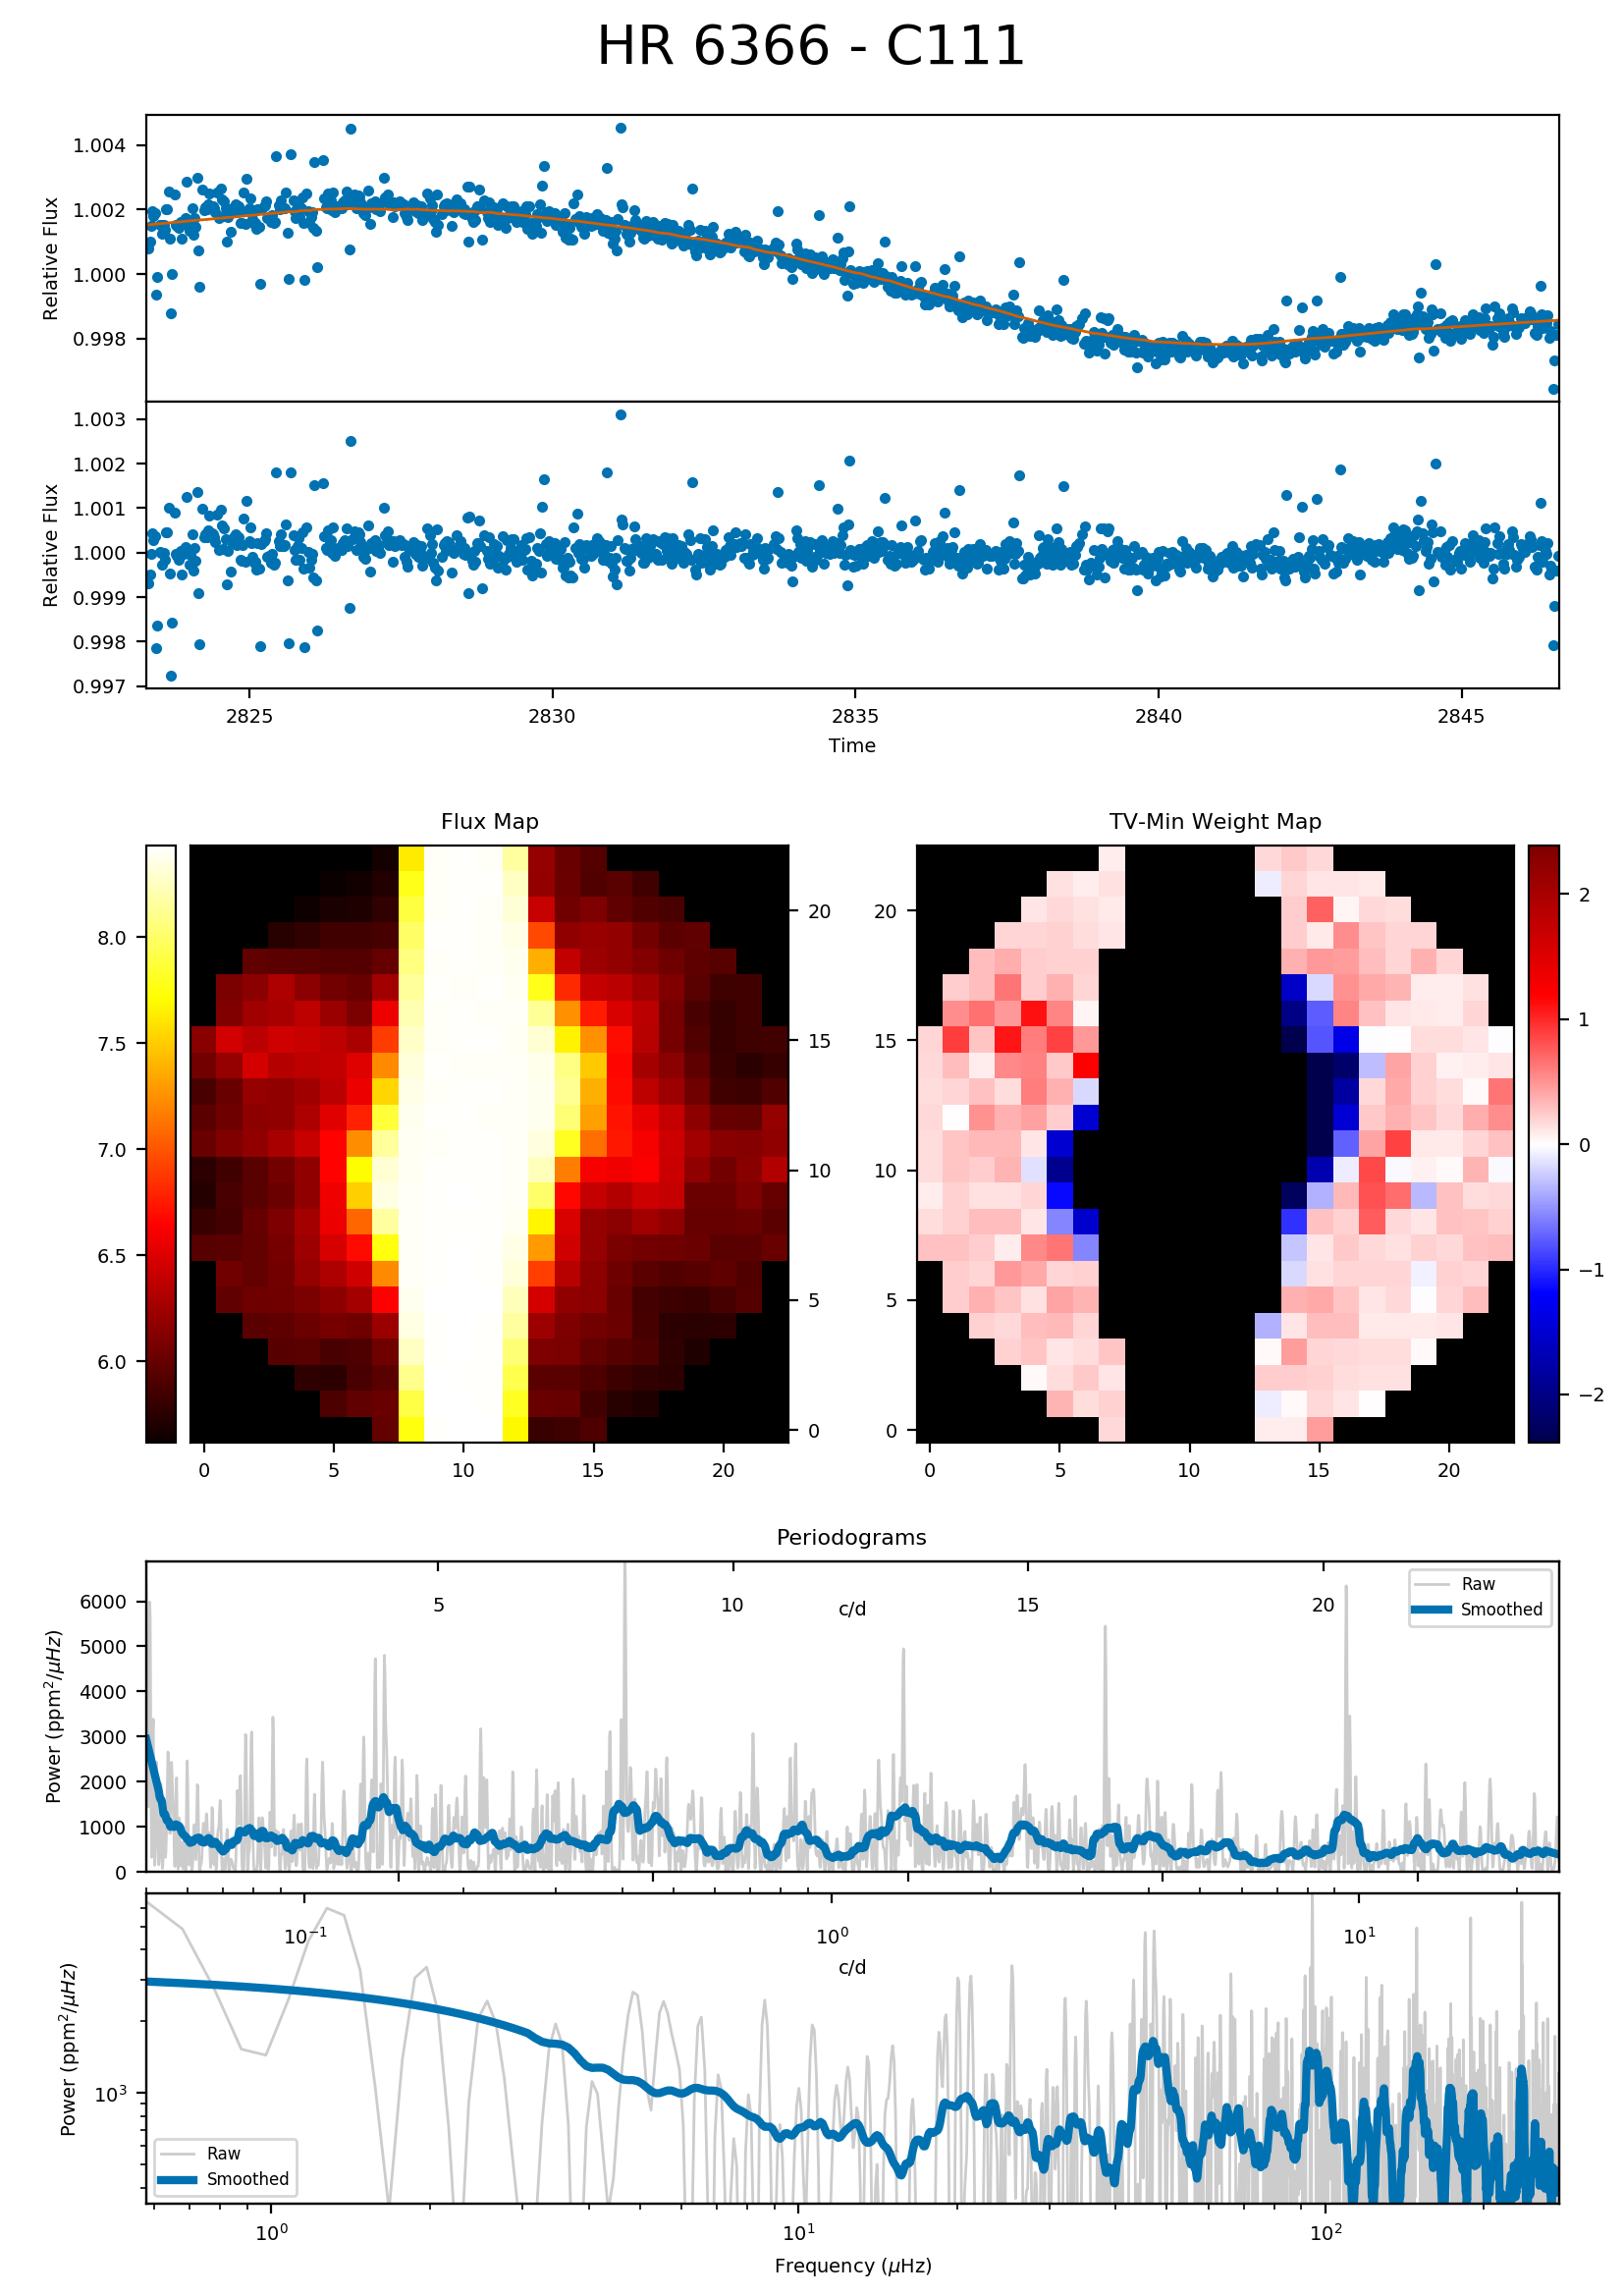 HR 6366 - C111
1.004
1.002
1.000
0.998
Relative Flux
1.003
1.002
1.001
1.000
0.999
0.998
0.997
Relative Flux
2825 2830 2835 2840 2845
Time
Flux Map
TV-Min Weight Map
8.0
7.5
7.0
6.5
6.0
20
15
10
5
0
0 5 10 15 20
20
15
10
5
0
0 5 10 15 20
2
1
0
−1
−2
Periodograms
5 10 15 20
c/d
Raw
Smoothed
6000
5000
4000
3000
2000
1000
0
Power (ppm²/μHz)
10⁻¹ 10⁰ 10¹
c/d
10³
Power (ppm²/μHz)
Raw
Smoothed
10⁰ 10¹ 10²
Frequency (μHz)